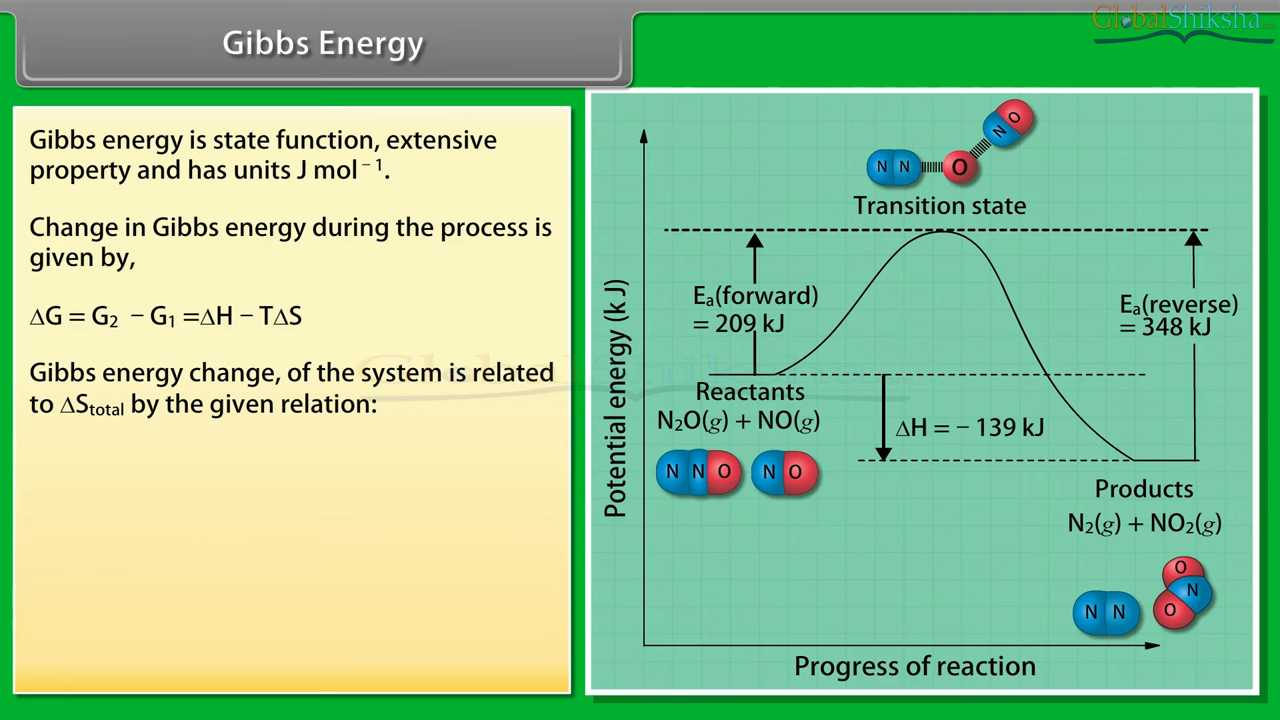 Gibbs Energy
GlobalShiksha
Gibbs energy is state function, extensive
property and has units J mol⁻¹.
Change in Gibbs energy during the process is
given by,
ΔG = G₂ − G₁ =ΔH − TΔS
Gibbs energy change, of the system is related
to ΔStotal by the given relation:
N O
N N O
Transition state
Eₐ(forward)
= 209 kJ
Eₐ(reverse)
= 348 kJ
Potential energy (k J)
Reactants
N₂O(g) + NO(g)
ΔH = − 139 kJ
N N O N O
Products
N₂(g) + NO₂(g)
O
N
O
N N
Progress of reaction